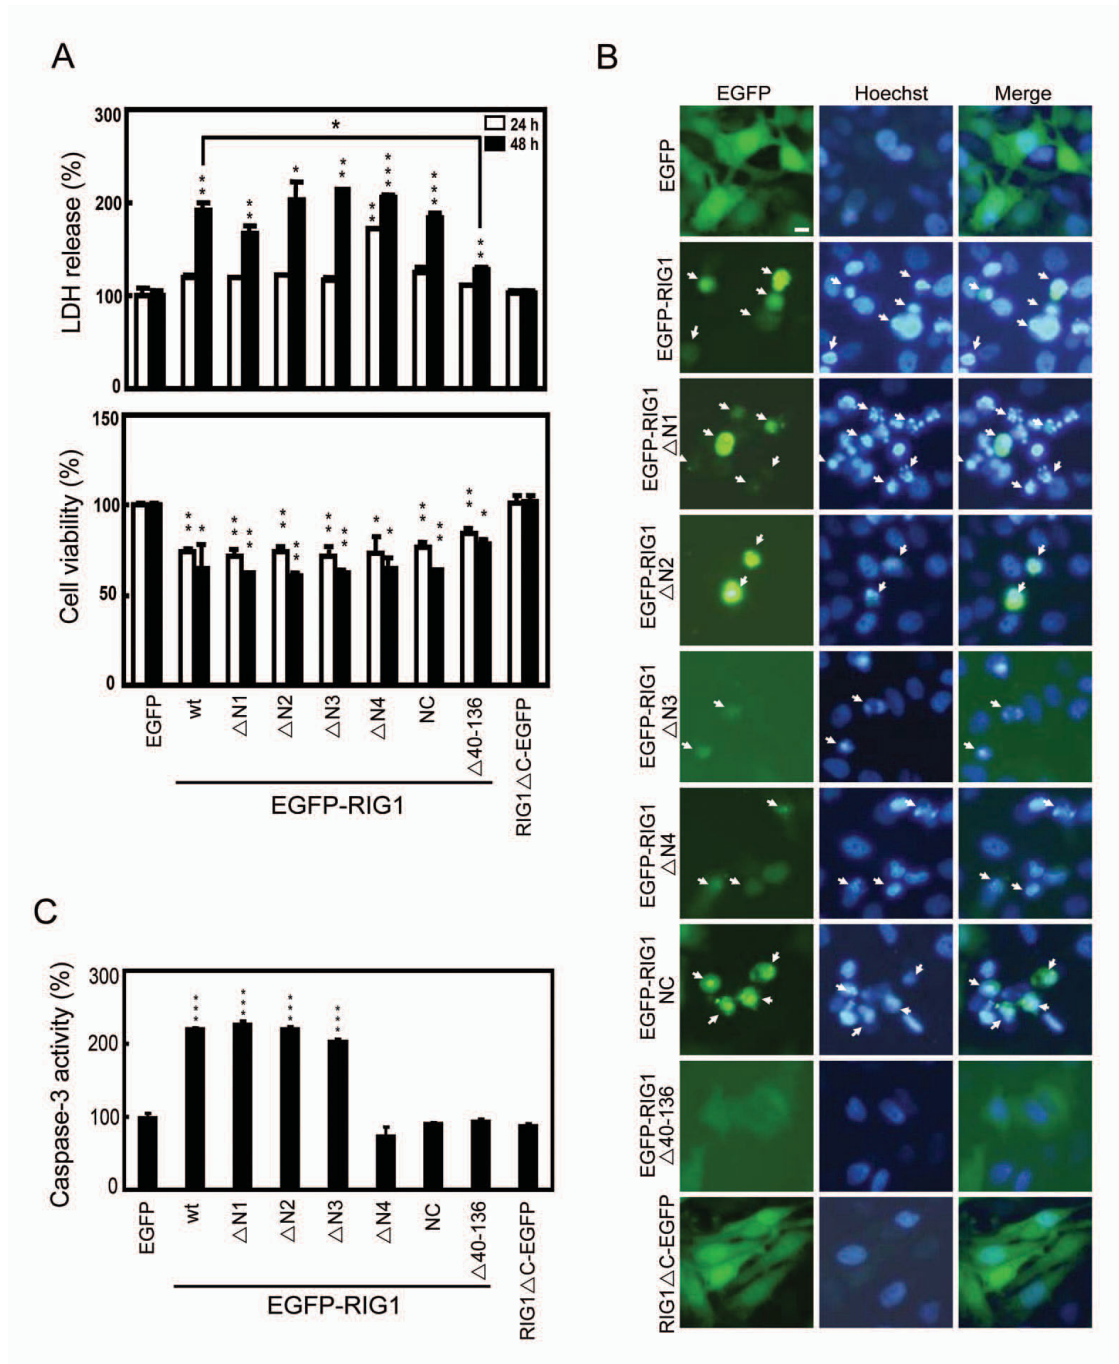 A
LDH release (%)
300
200
100
0
24 h
48 h
*
**
**
*
**
**
***
***
**
Cell viability (%)
150
100
50
0
**
*
**
**
**
**
**
**
*
*
**
**
**
*
EGFP
wt
△N1
△N2
△N3
△N4
NC
△40-136
RIG1△C-EGFP
EGFP-RIG1
B
EGFP Hoechst Merge
EGFP
EGFP-RIG1
EGFP-RIG1
△N1
EGFP-RIG1
△N2
EGFP-RIG1
△N3
EGFP-RIG1
△N4
EGFP-RIG1
NC
EGFP-RIG1
△40-136
RIG1△C-EGFP
C
Caspase-3 activity (%)
300
200
100
0
***
***
***
***
EGFP
wt
△N1
△N2
△N3
△N4
NC
△40-136
RIG1△C-EGFP
EGFP-RIG1